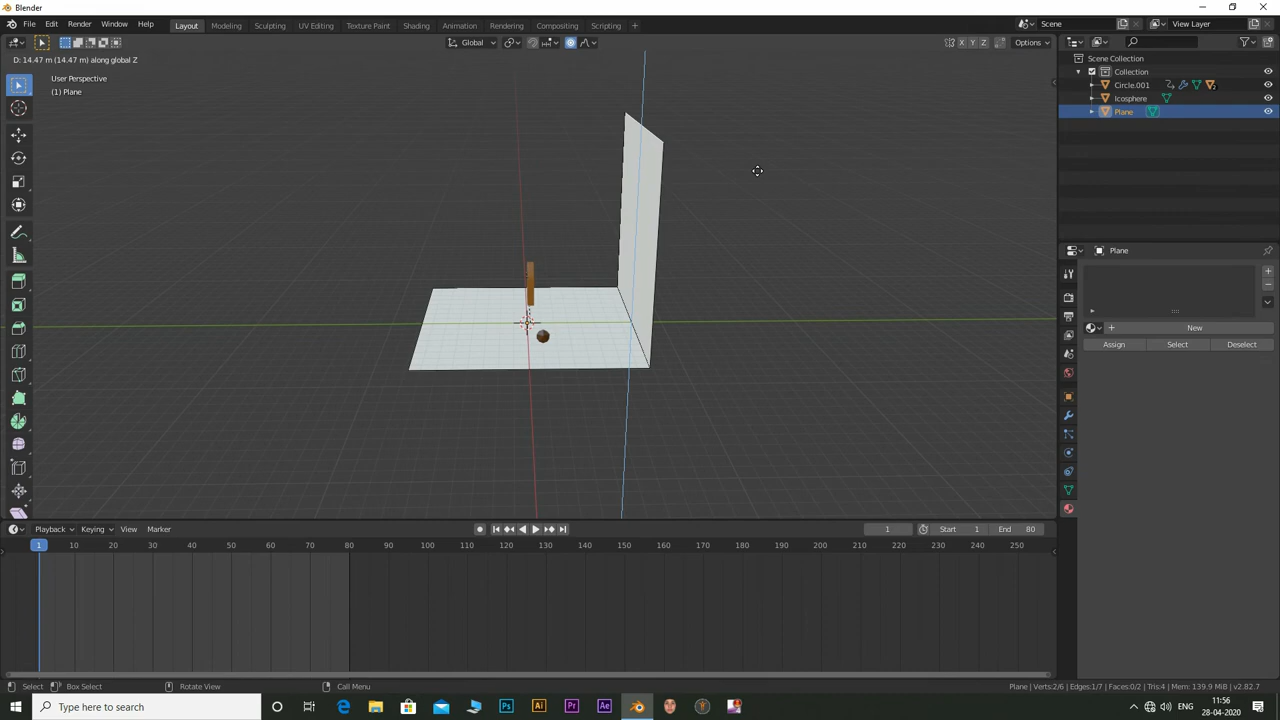 Blender
File Edit Render Window Help Layout Modeling Sculpting UV Editing Texture Paint Shading Animation Rendering Compositing Scripting + Scene View Layer
Global X Y Z Options
D: 14.47 m (14.47 m) along global Z
User Perspective
(1) Plane
Scene Collection
Collection
Circle.001 2
Icosphere
Plane
Plane
New
Assign Select Deselect
Playback Keying View Marker 1 Start 1 End 80
1 10 20 30 40 50 60 70 80 90 100 110 120 130 140 150 160 170 180 190 200 210 220 230 240 250
Select Box Select Rotate View Call Menu Plane | Verts:2/6 | Edges:1/7 | Faces:0/2 | Tris:4 | Mem: 139.9 MiB | v2.82.7
Type here to search Ps Ai Pr Ae ENG 11:56
28-04-2020